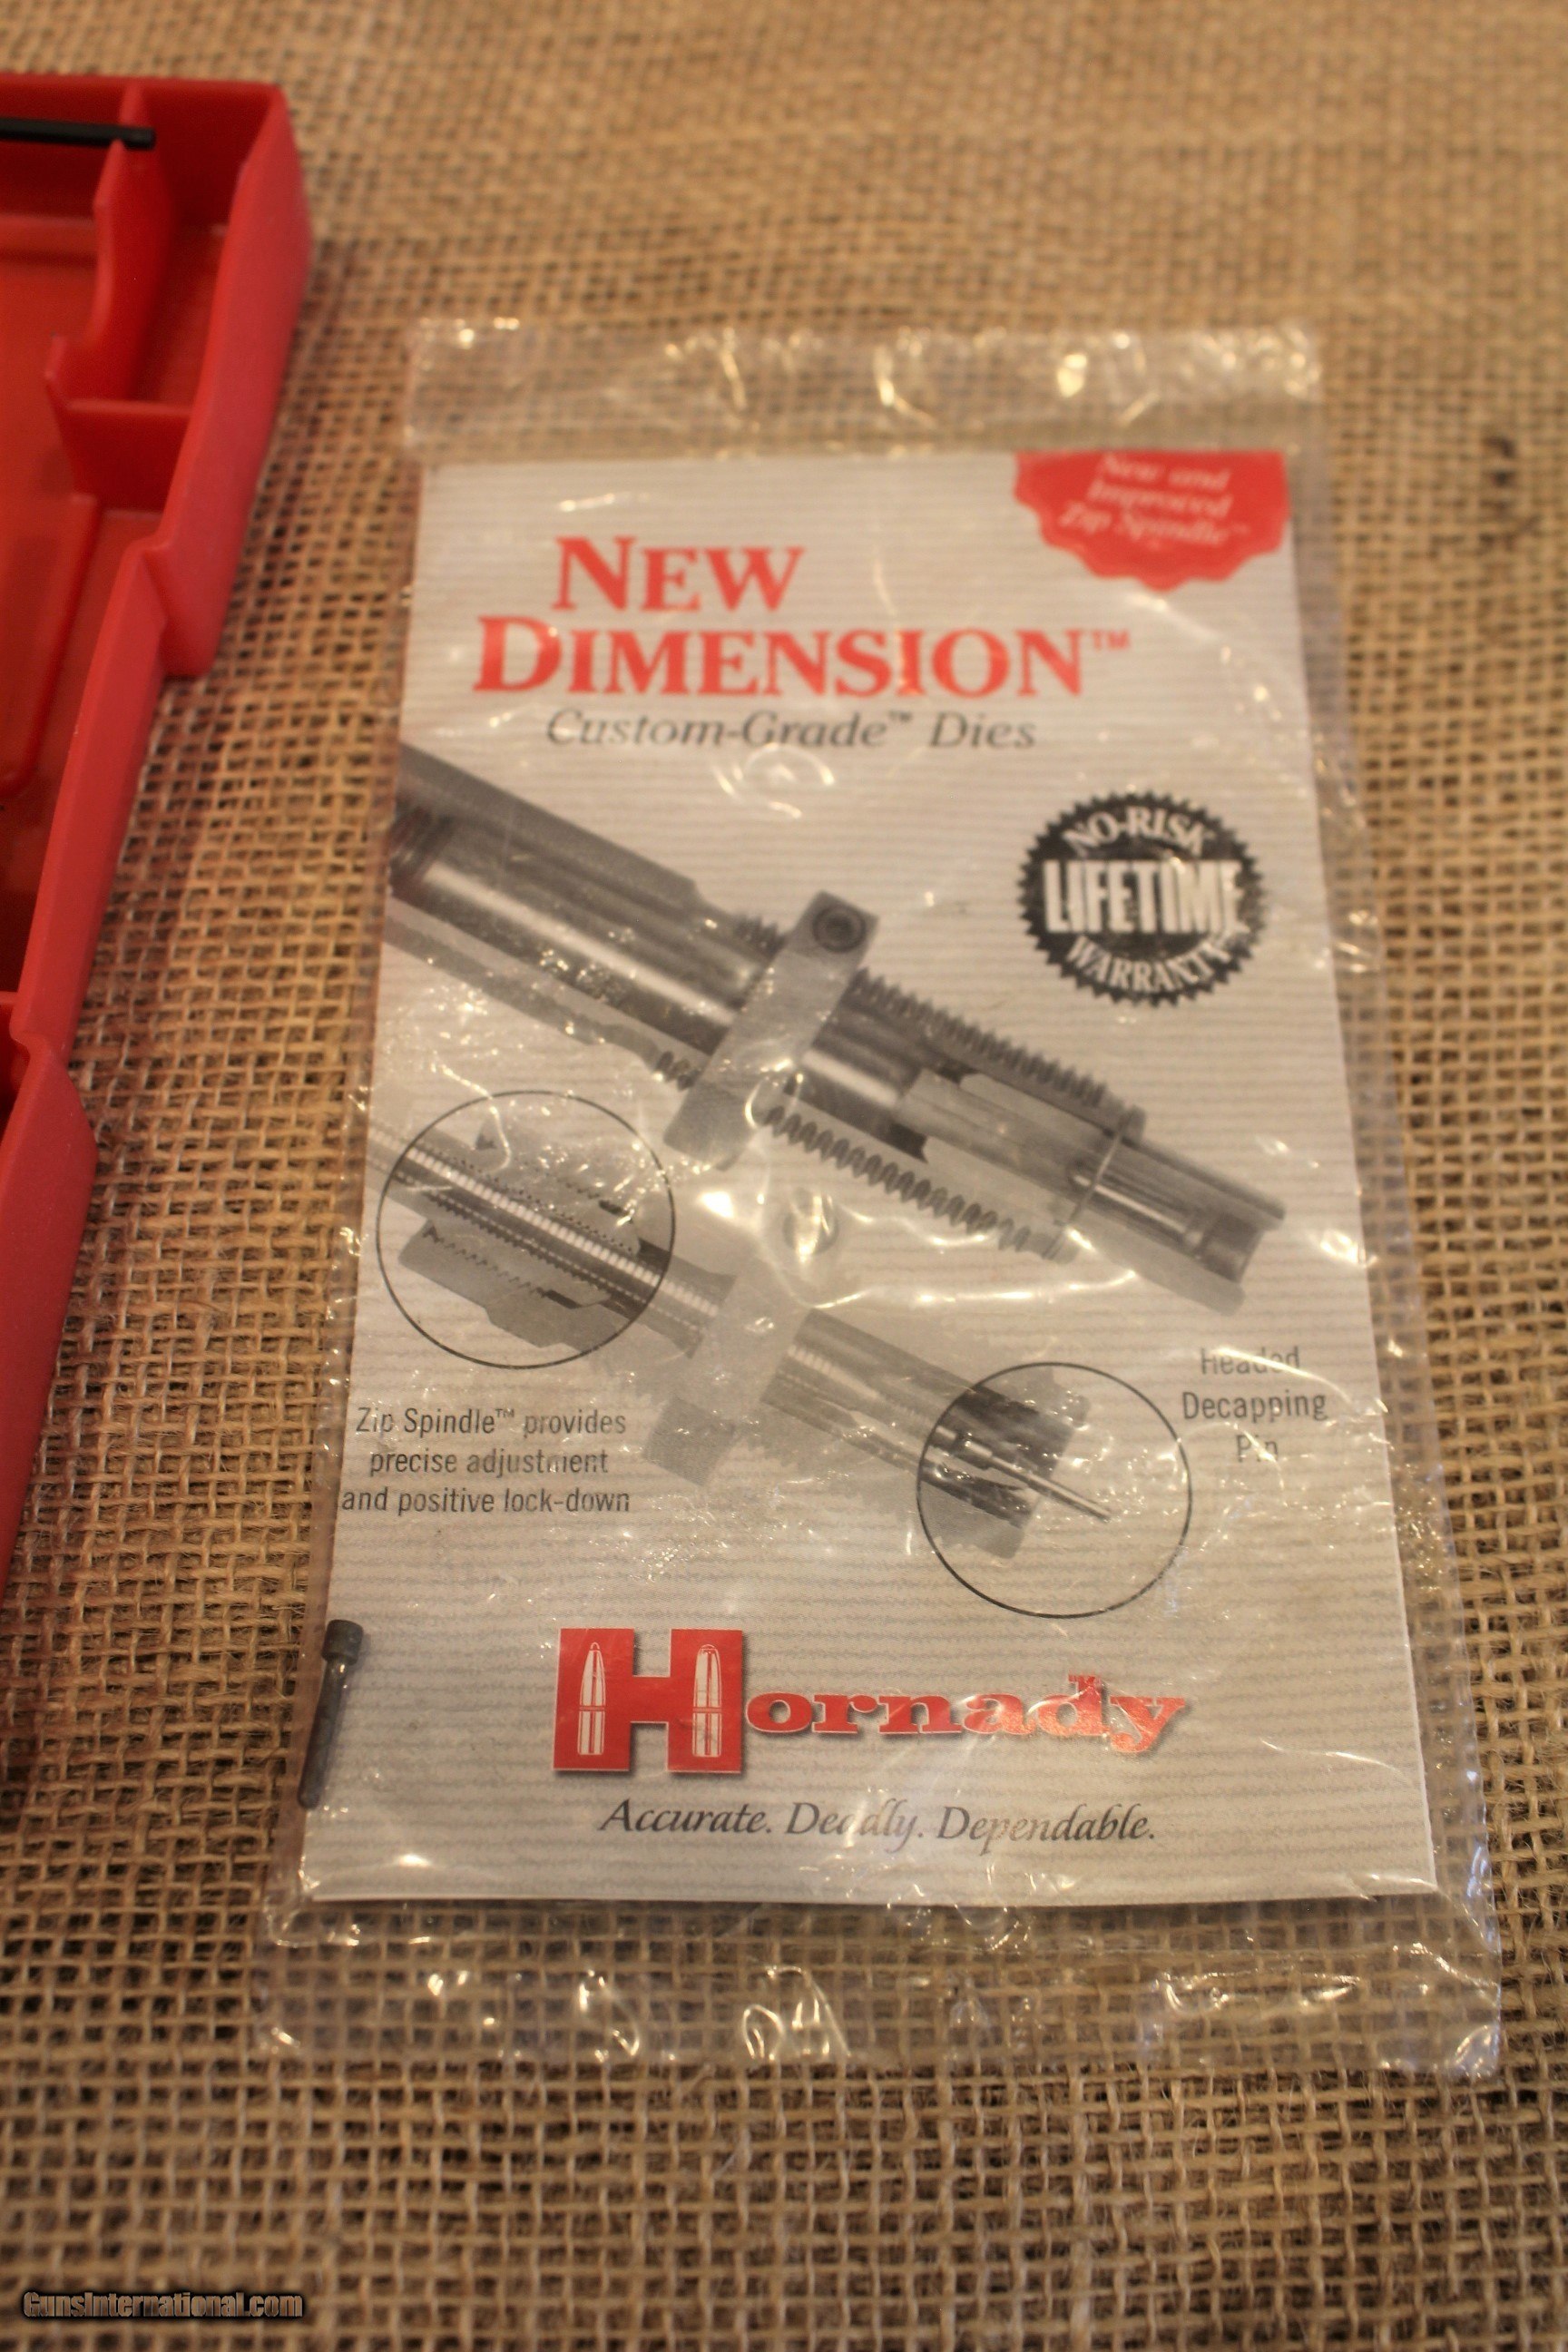 New and
Improved
Zip Spindle™
NEW
DIMENSION™
Custom-Grade™ Dies
NO-RISK
LIFETIME
WARRANTY
Headed
Decapping
Pin
Zip Spindle™ provides
precise adjustment
and positive lock-down
Hornady
Accurate. Deadly. Dependable.
GunsInternational.com